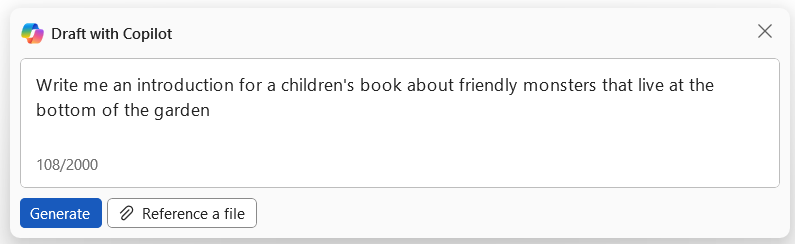 Draft with Copilot
Write me an introduction for a children's book about friendly monsters that live at the
bottom of the garden
108/2000
Generate
Reference a file